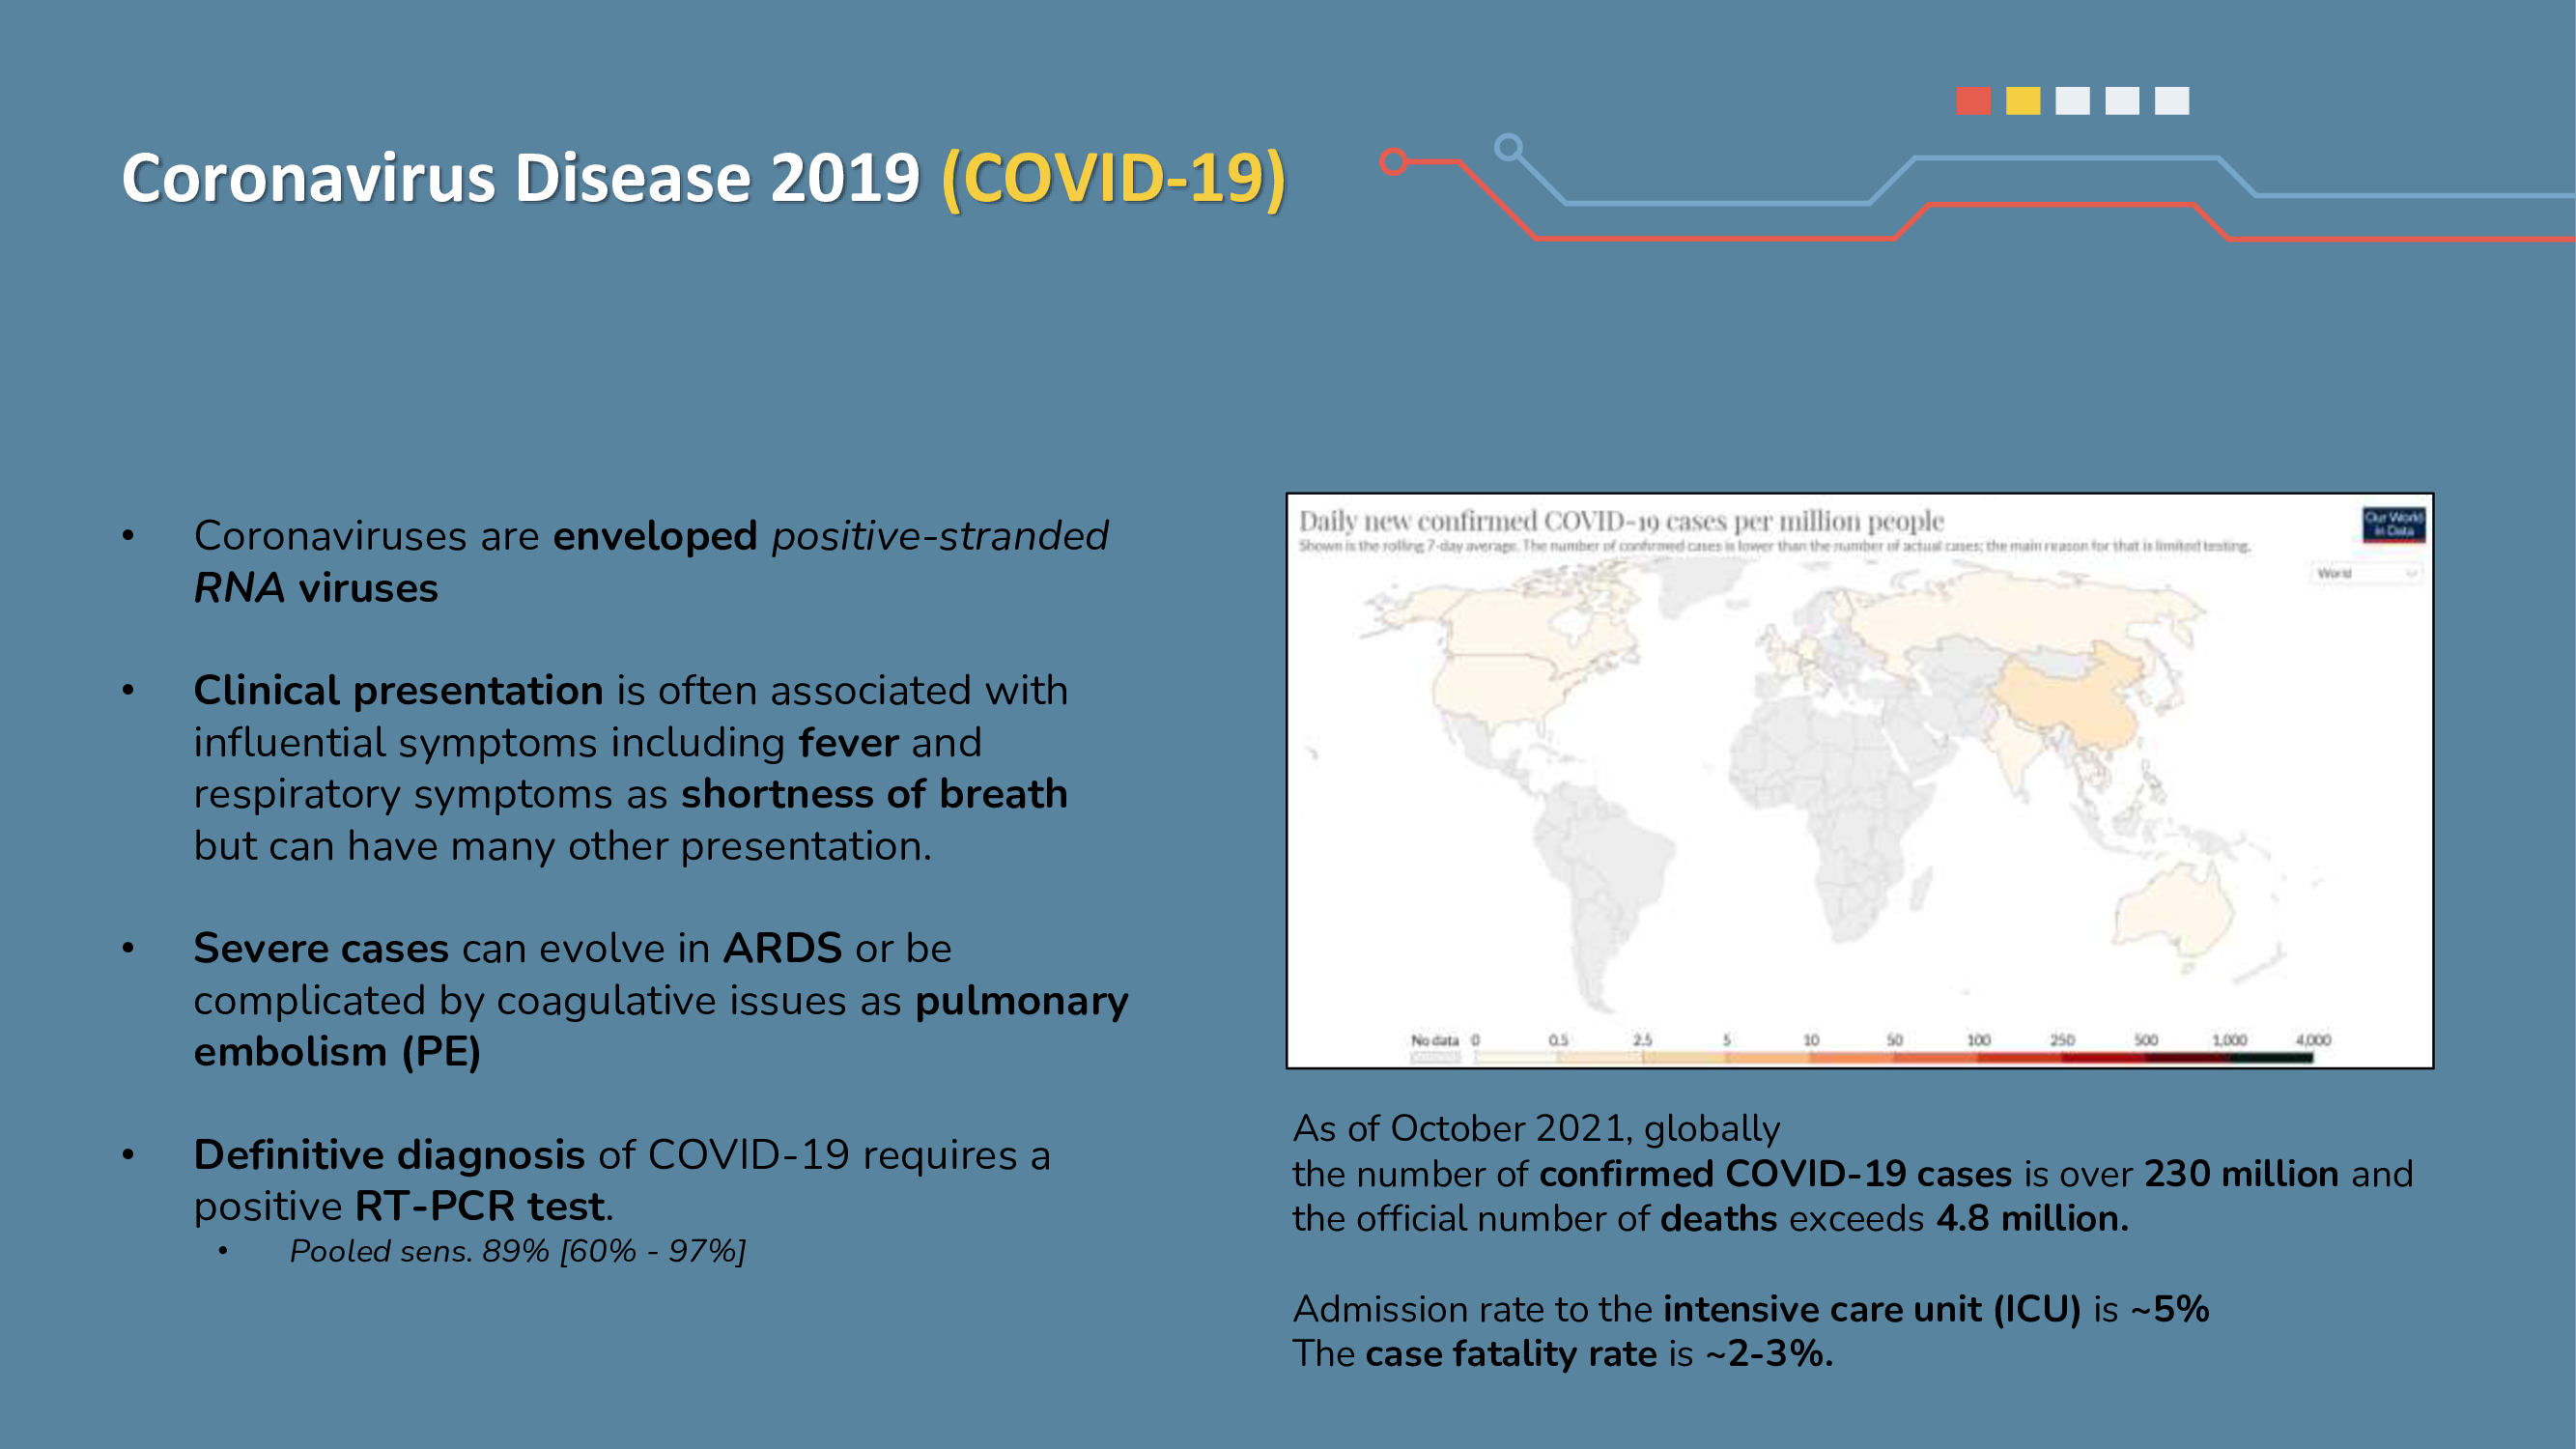 Coronavirus Disease 2019 (COVID-19)
• Coronaviruses are enveloped positive-stranded
RNA viruses
• Clinical presentation is often associated with
influential symptoms including fever and
respiratory symptoms as shortness of breath
but can have many other presentation.
• Severe cases can evolve in ARDS or be
complicated by coagulative issues as pulmonary
embolism (PE)
• Definitive diagnosis of COVID-19 requires a
positive RT-PCR test.
• Pooled sens. 89% [60% - 97%]
Daily new confirmed COVID-19 cases per million people
Shown is the rolling 7-day average. The number of confirmed cases is lower than the number of actual cases; the main reason for that is limited testing.
Our World
in Data
World
No data 0 0.5 2.5 5 10 50 100 250 500 1,000 4,000
As of October 2021, globally
the number of confirmed COVID-19 cases is over 230 million and
the official number of deaths exceeds 4.8 million.
Admission rate to the intensive care unit (ICU) is ~5%
The case fatality rate is ~2-3%.